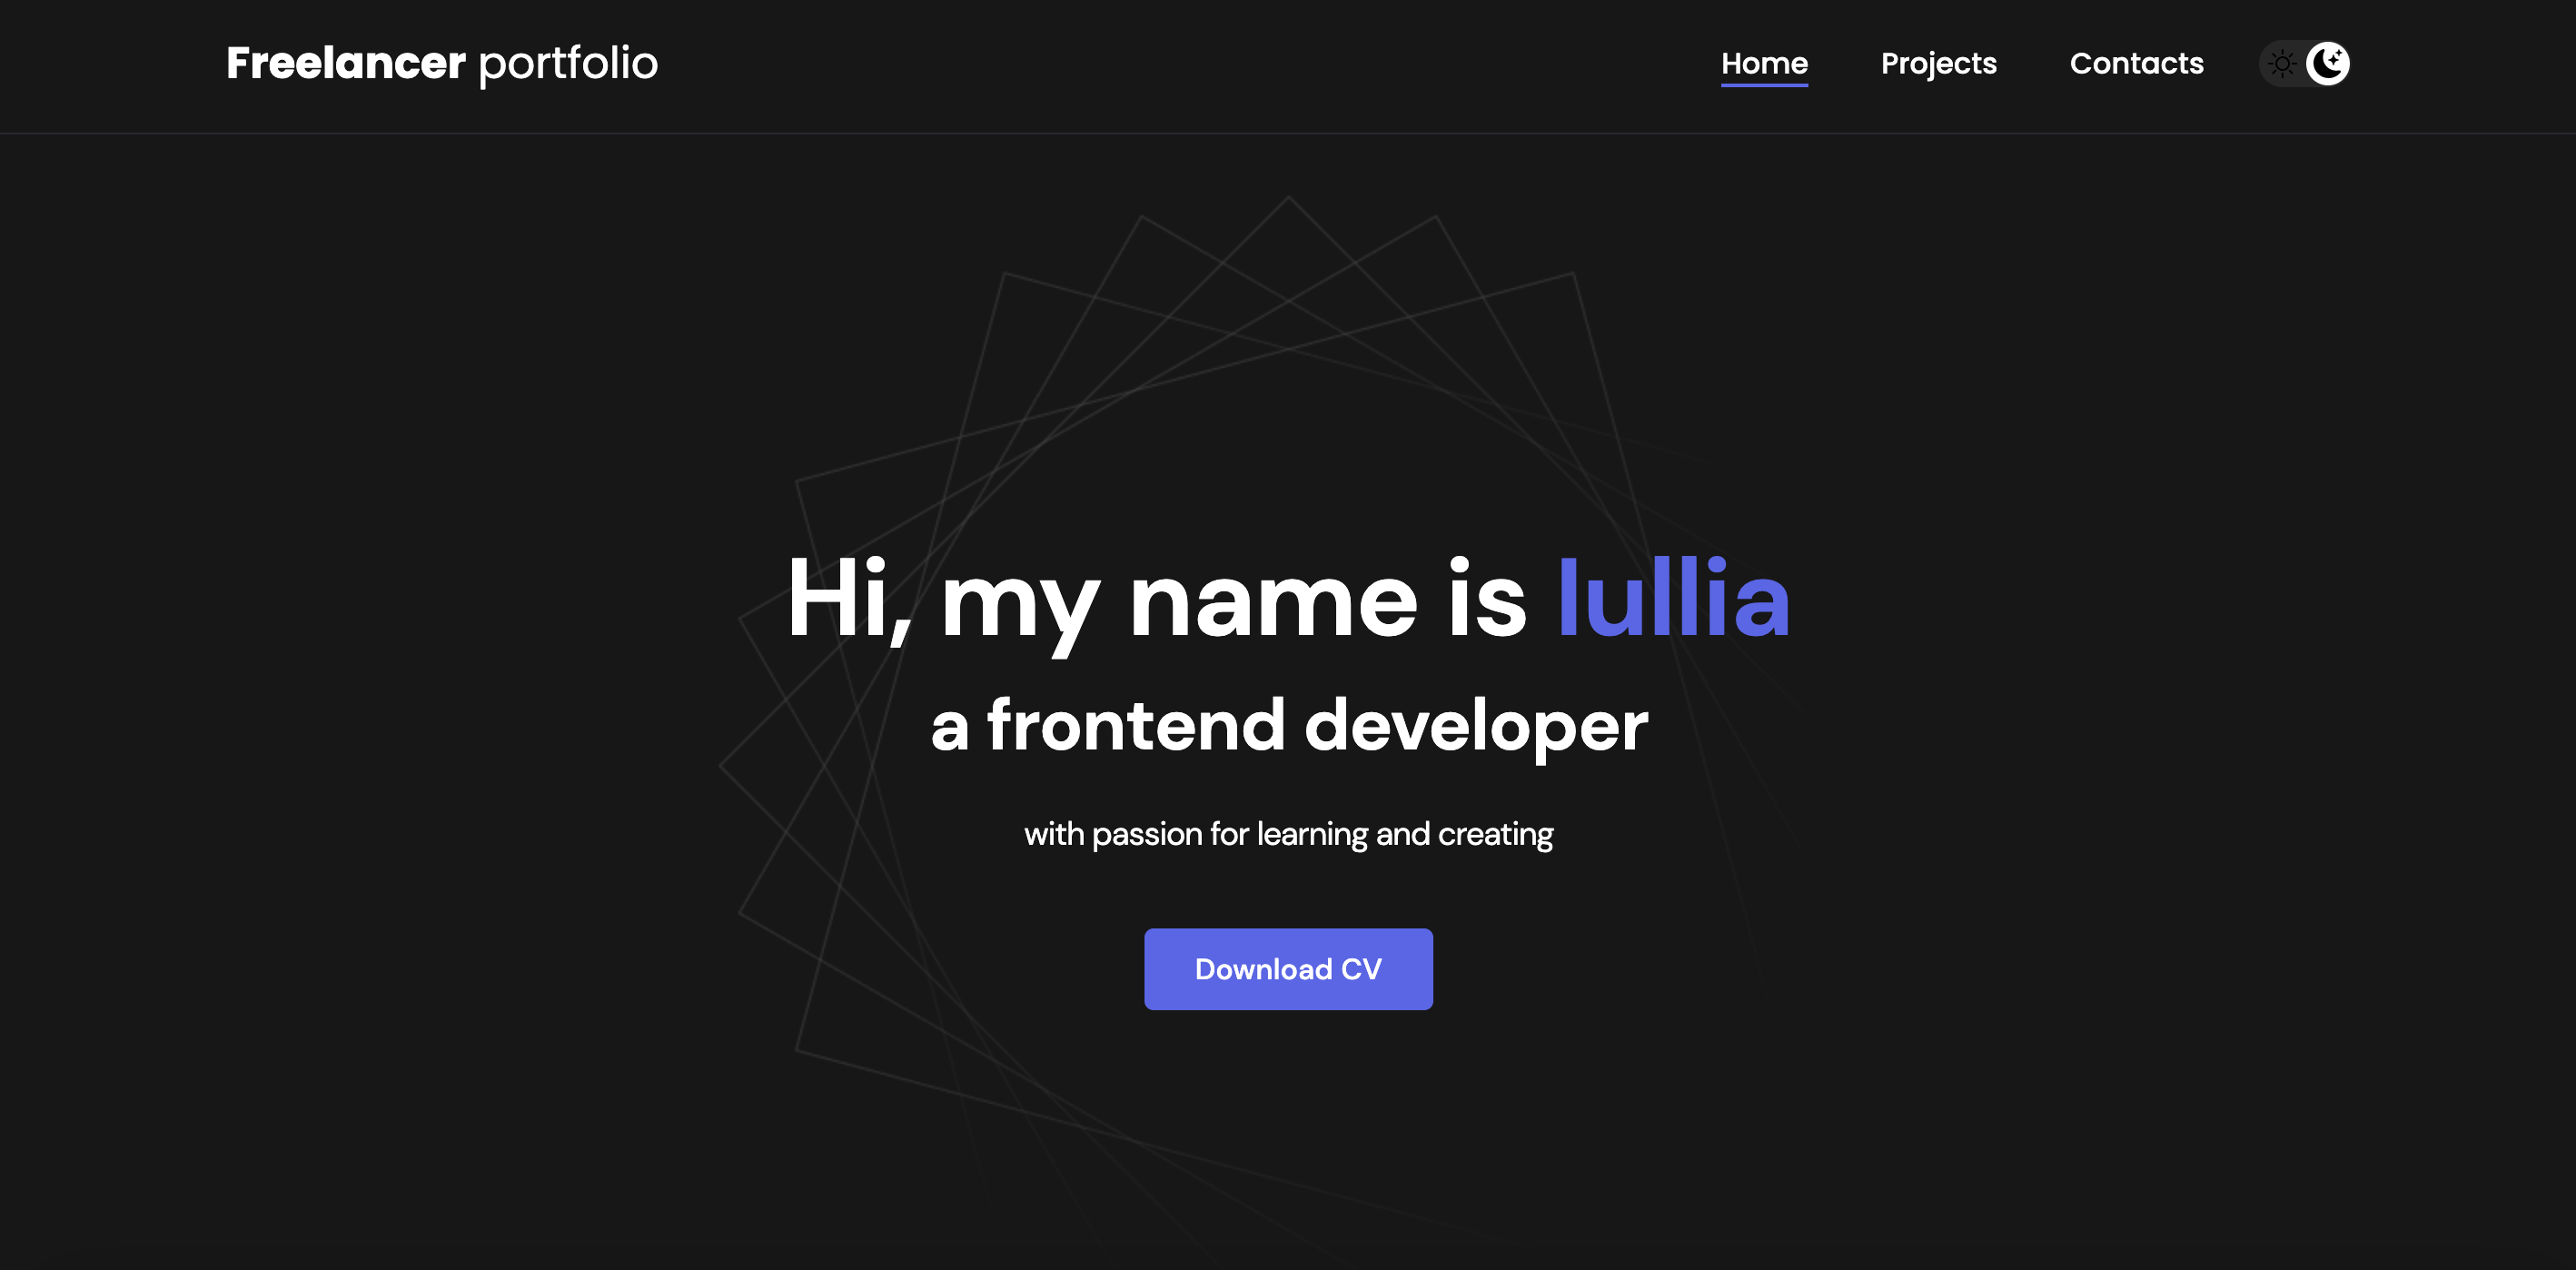 Freelancer portfolio
Home Projects Contacts
Hi, my name is Iullia
a frontend developer
with passion for learning and creating
Download CV